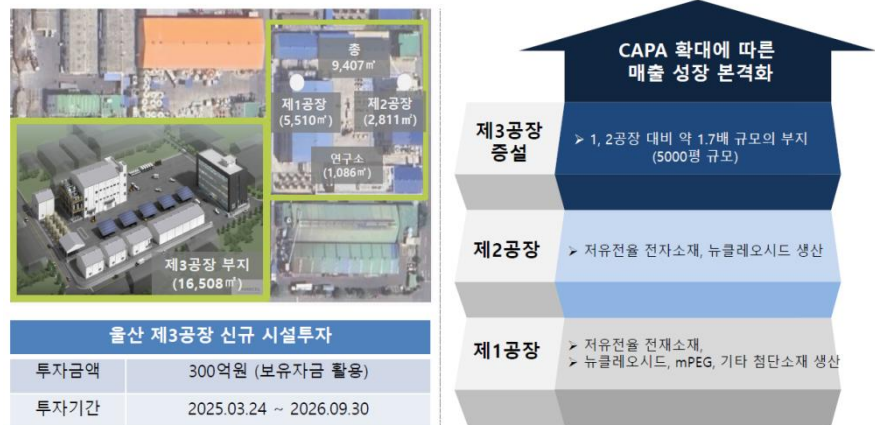 총
9,407㎡
제1공장
(5,510㎡)
제2공장
(2,811㎡)
연구소
(1,086㎡)
제3공장 부지
(16,508㎡)
울산 제3공장 신규 시설투자
투자금액 300억원 (보유자금 활용)
투자기간 2025.03.24 ~ 2026.09.30
CAPA 확대에 따른
매출 성장 본격화
제3공장
증설
➢ 1, 2공장 대비 약 1.7배 규모의 부지
(5000평 규모)
제2공장
➢ 저유전율 전자소재, 뉴클레오시드 생산
제1공장
➢ 저유전율 전재소재,
➢ 뉴클레오시드, mPEG, 기타 첨단소재 생산